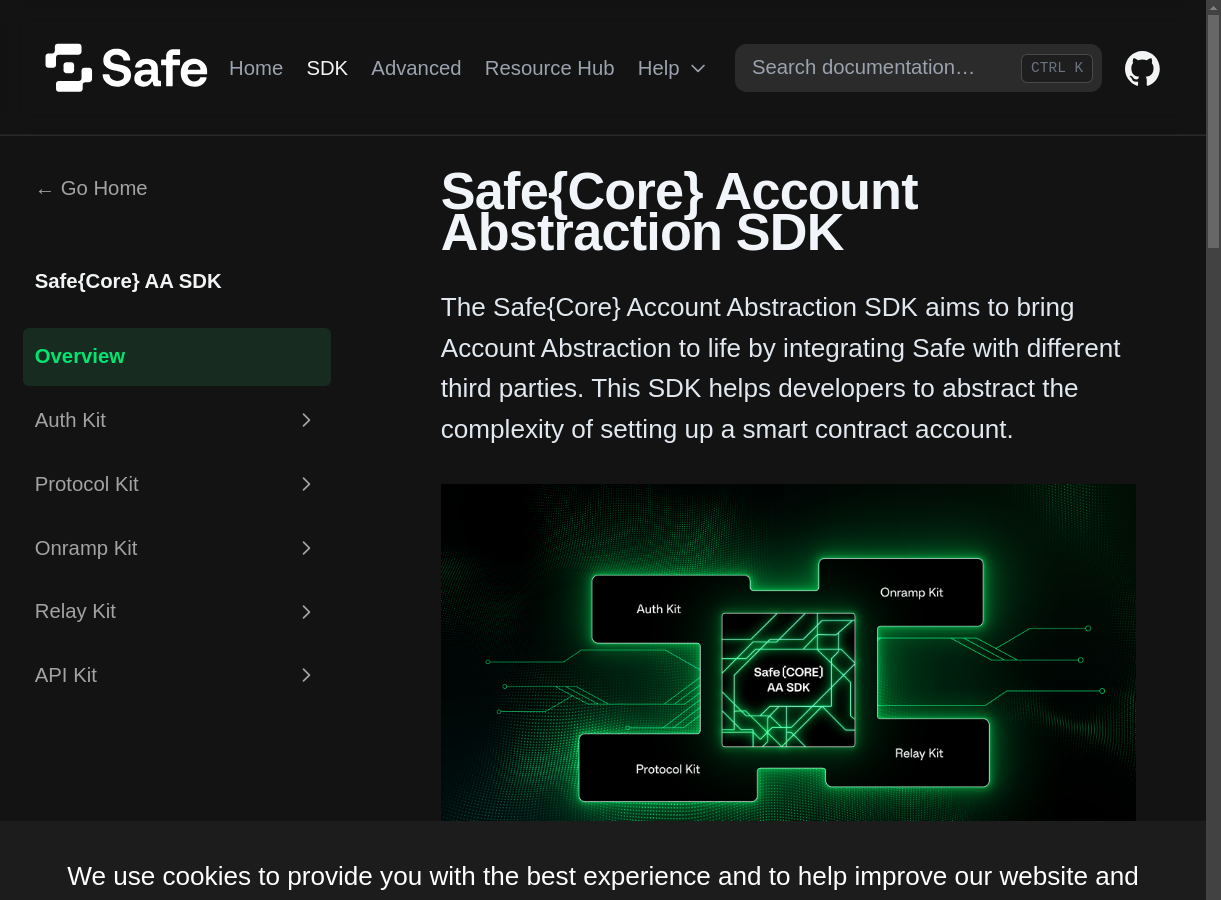 Safe
Home
SDK
Advanced
Resource Hub
Help
Search documentation…
CTRL K
← Go Home
Safe{Core} AA SDK
Overview
Auth Kit
Protocol Kit
Onramp Kit
Relay Kit
API Kit
Safe{Core} Account
Abstraction SDK
The Safe{Core} Account Abstraction SDK aims to bring
Account Abstraction to life by integrating Safe with different
third parties. This SDK helps developers to abstract the
complexity of setting up a smart contract account.
Auth Kit
Onramp Kit
Safe{CORE}
AA SDK
Relay Kit
Protocol Kit
We use cookies to provide you with the best experience and to help improve our website and